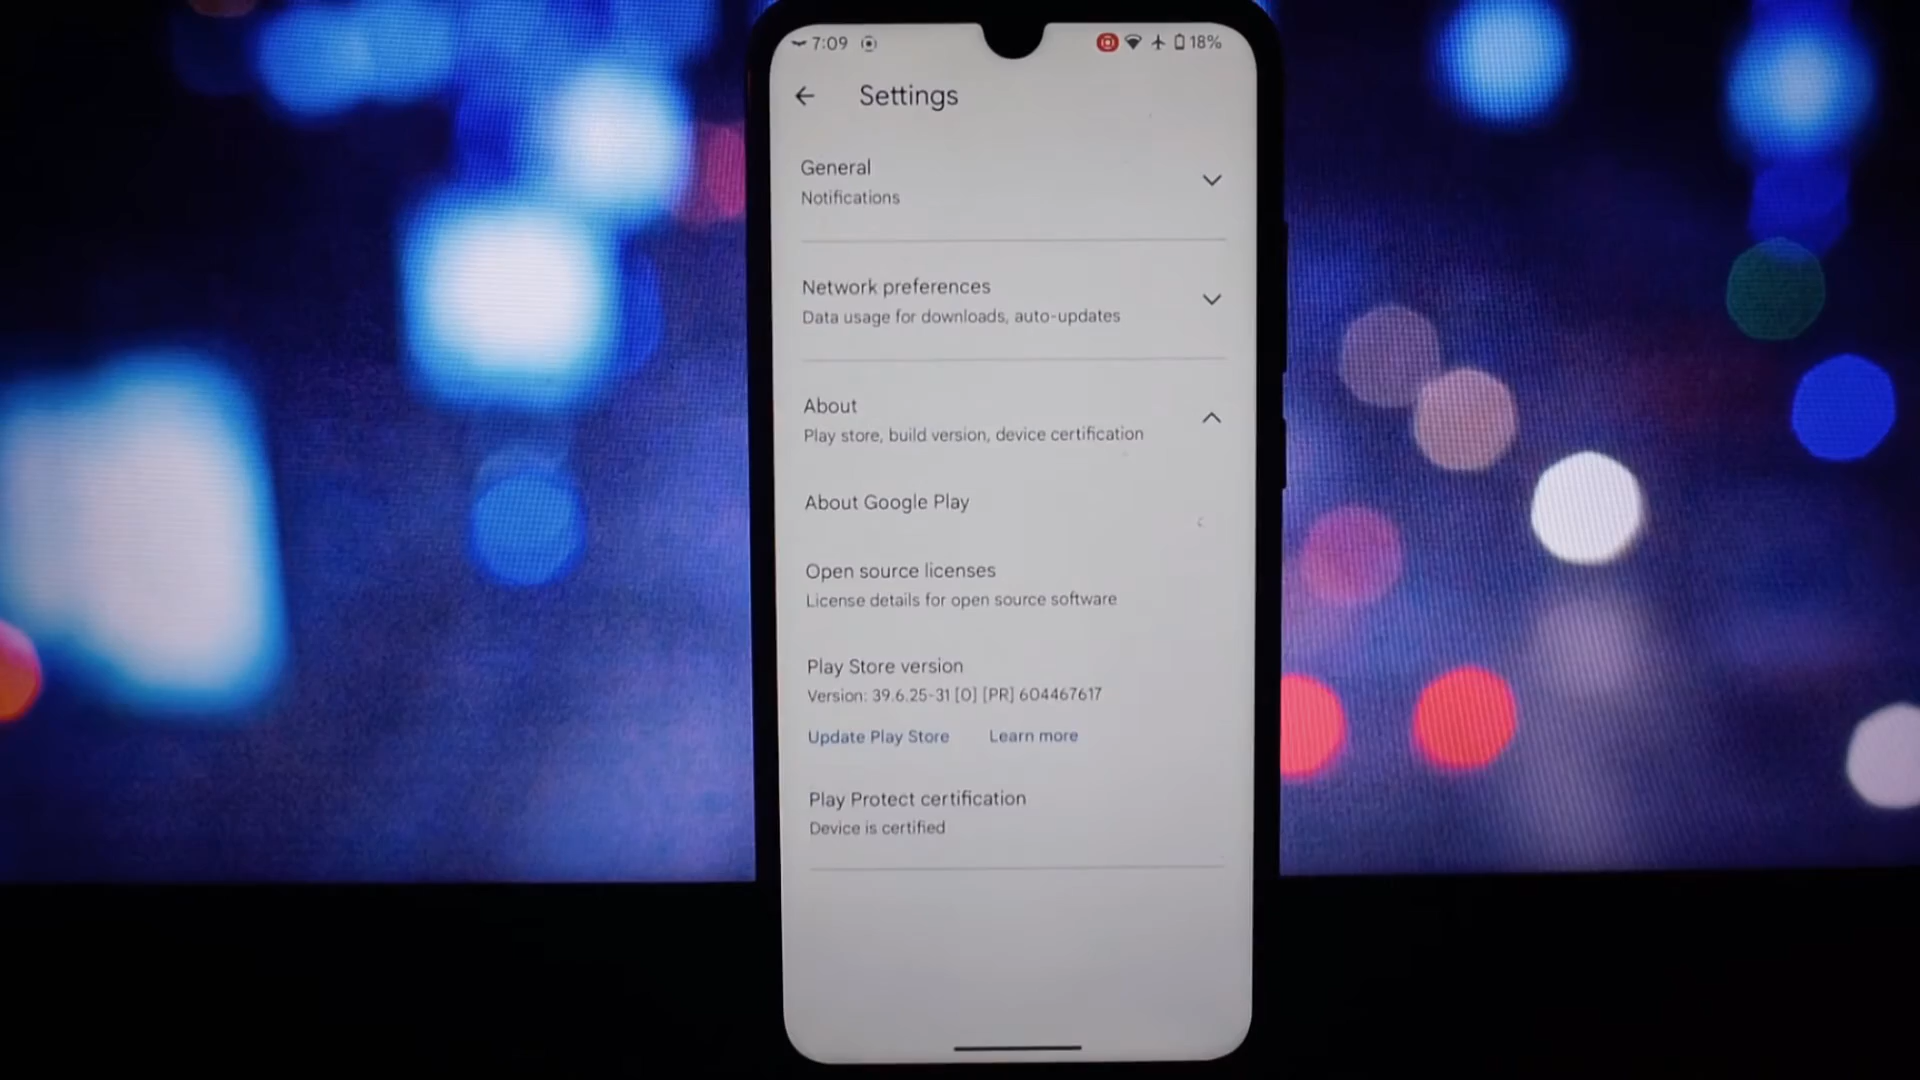 7:09 18%
Settings
General
Notifications
Network preferences
Data usage for downloads, auto-updates
About
Play store, build version, device certification
About Google Play
Open source licenses
License details for open source software
Play Store version
Version: 39.6.25-31 [0] [PR] 604467617
Update Play Store Learn more
Play Protect certification
Device is certified